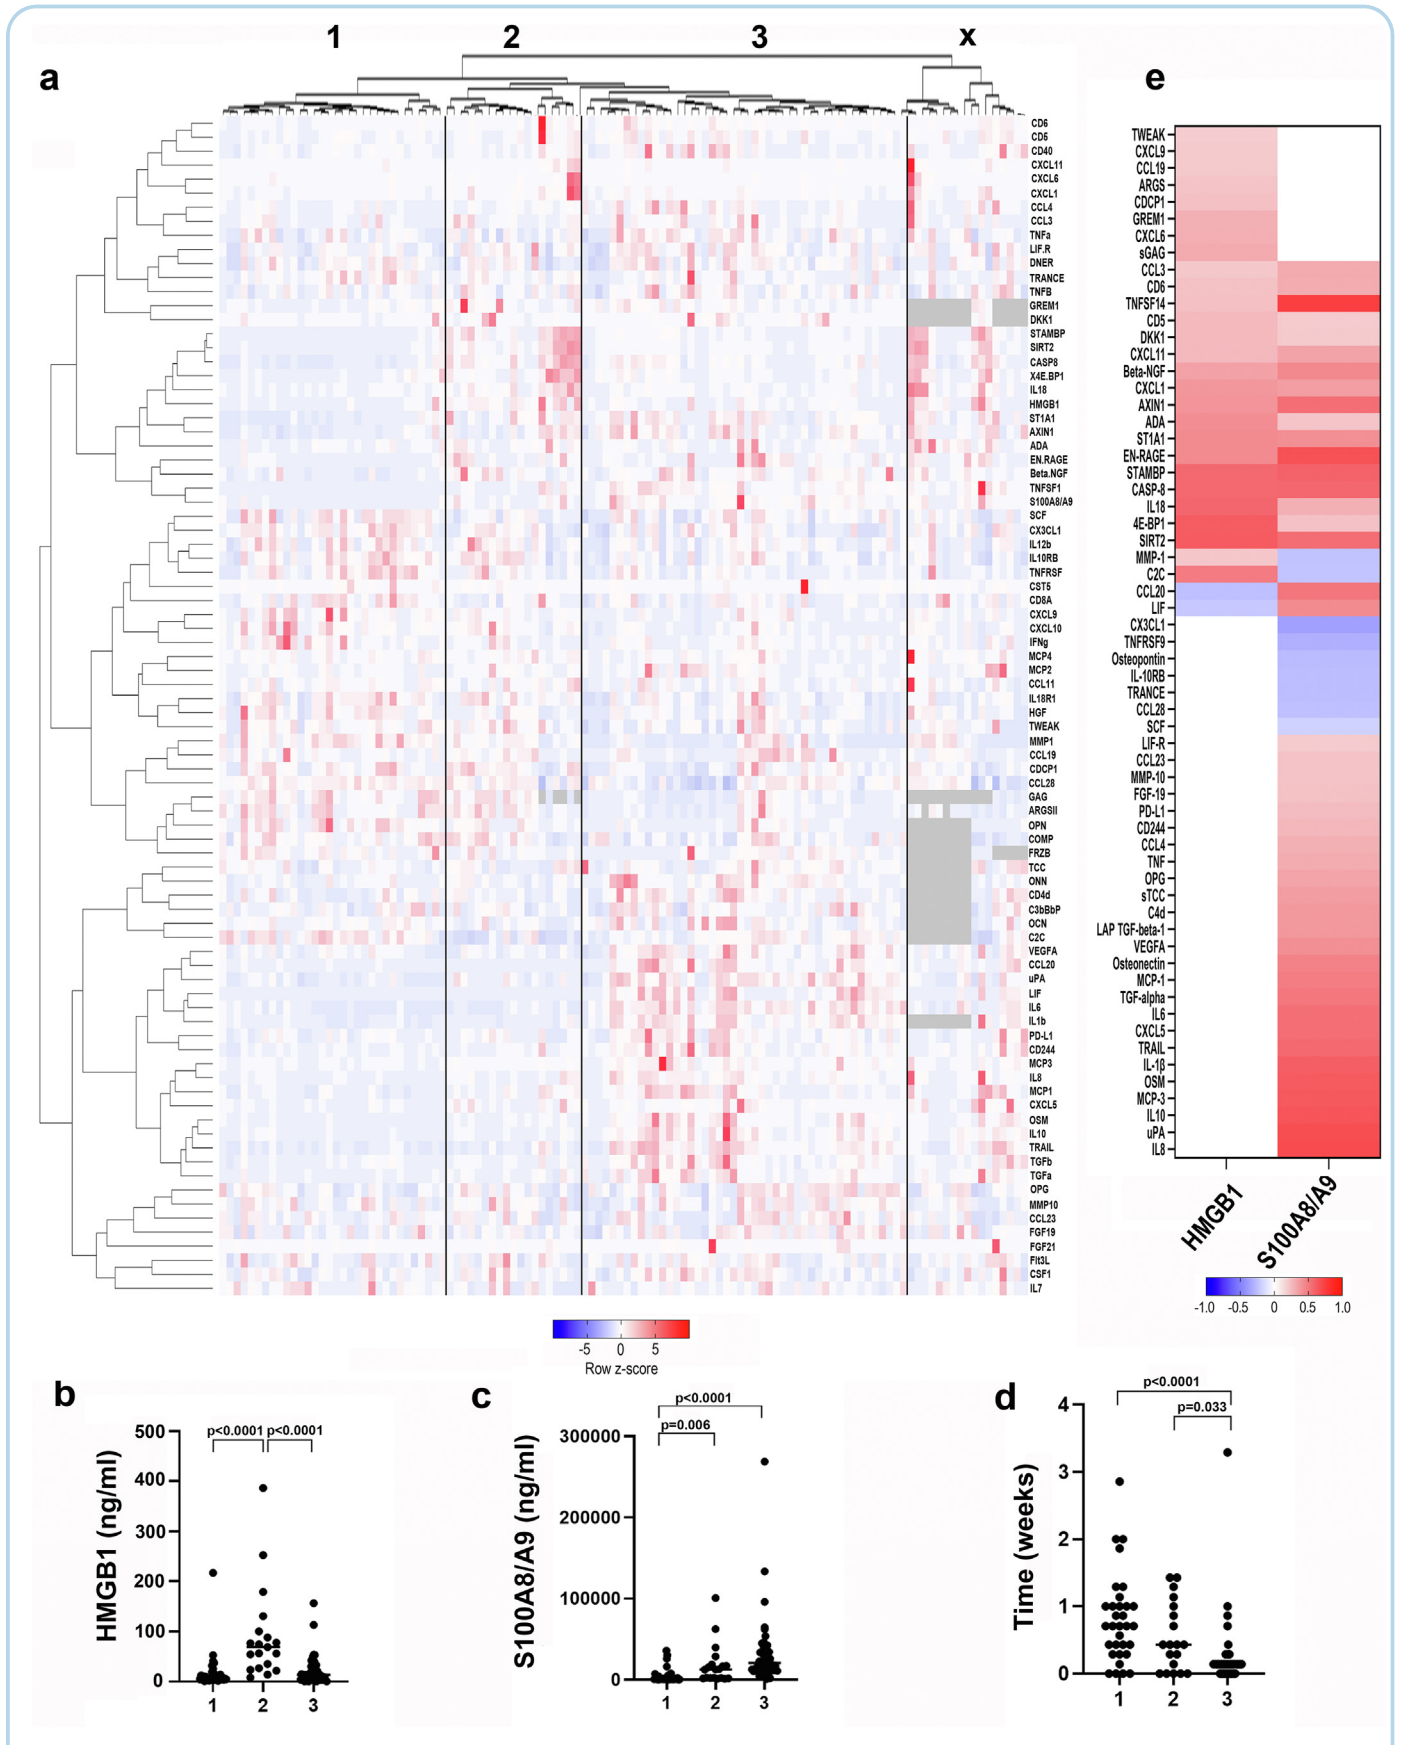 1 2 3 x
a
CD6
CD5
CD40
CXCL11
CXCL6
CXCL1
CCL4
CCL3
TNFa
LIF.R
DNER
TRANCE
TNFB
GREM1
DKK1
STAMBP
SIRT2
CASP8
X4E.BP1
IL18
HMGB1
ST1A1
AXIN1
ADA
EN.RAGE
Beta.NGF
TNFSF1
S100A8/A9
SCF
CX3CL1
IL12b
IL10RB
TNFRSF
CST5
CD8A
CXCL9
CXCL10
IFNg
MCP4
MCP2
CCL11
IL18R1
HGF
TWEAK
MMP1
CCL19
CDCP1
CCL28
GAG
ARGSII
OPN
COMP
FRZB
TCC
ONN
CD4d
C3bBbP
OCN
C2C
VEGFA
CCL20
uPA
LIF
IL6
IL1b
PD-L1
CD244
MCP3
IL8
MCP1
CXCL5
OSM
IL10
TRAIL
TGFb
TGFa
OPG
MMP10
CCL23
FGF19
FGF21
Flt3L
CSF1
IL7
-5 0 5
Row z-score
e
TWEAK
CXCL9
CCL19
ARGS
CDCP1
GREM1
CXCL6
sGAG
CCL3
CD6
TNFSF14
CD5
DKK1
CXCL11
Beta-NGF
CXCL1
AXIN1
ADA
ST1A1
EN-RAGE
STAMBP
CASP-8
IL18
4E-BP1
SIRT2
MMP-1
C2C
CCL20
LIF
CX3CL1
TNFRSF9
Osteopontin
IL-10RB
TRANCE
CCL28
SCF
LIF-R
CCL23
MMP-10
FGF-19
PD-L1
CD244
CCL4
TNF
OPG
sTCC
C4d
LAP TGF-beta-1
VEGFA
Osteonectin
MCP-1
TGF-alpha
IL6
CXCL5
TRAIL
IL-1β
OSM
MCP-3
IL10
uPA
IL8
HMGB1
S100A8/A9
-1.0 -0.5 0 0.5 1.0
b
HMGB1 (ng/ml)
500
400
300
200
100
0
p<0.0001 p<0.0001
1 2 3
c
S100A8/A9 (ng/ml)
300000
200000
100000
0
p<0.0001
p=0.006
1 2 3
d
Time (weeks)
4
3
2
1
0
p<0.0001
p=0.033
1 2 3